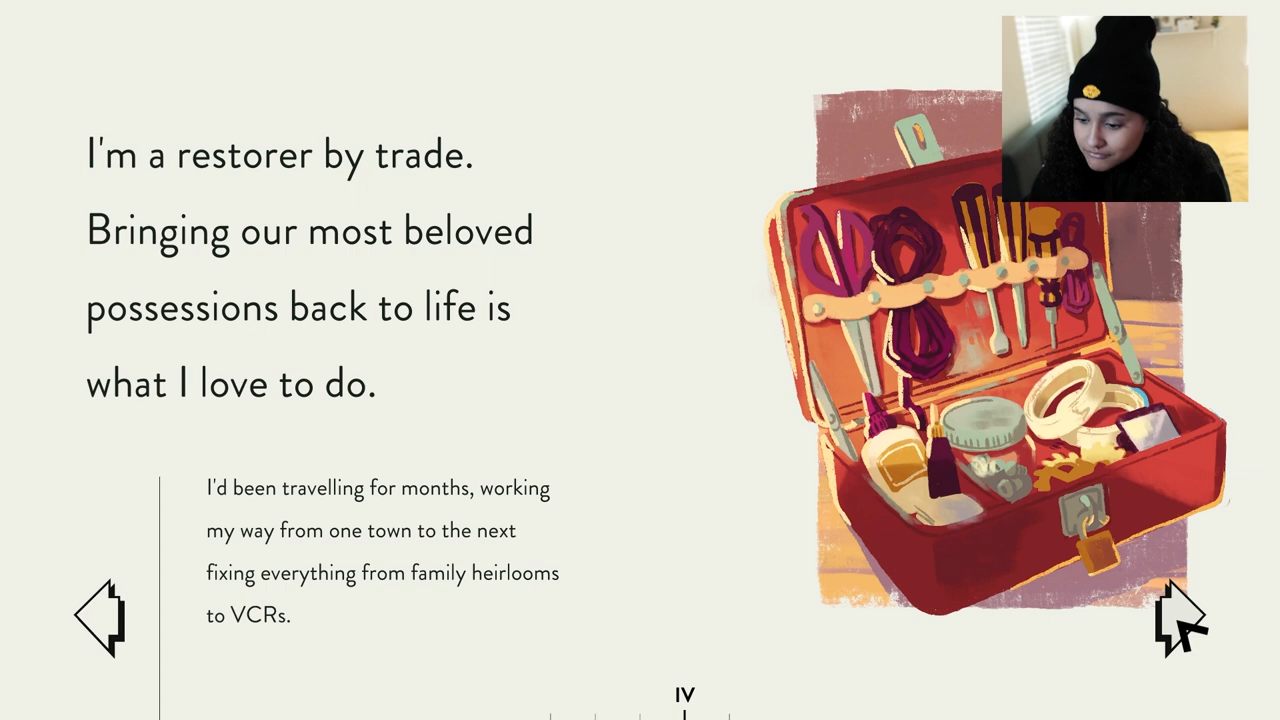 I'm a restorer by trade.
Bringing our most beloved
possessions back to life is
what I love to do.
I'd been travelling for months, working
my way from one town to the next
fixing everything from family heirlooms
to VCRs.
IV